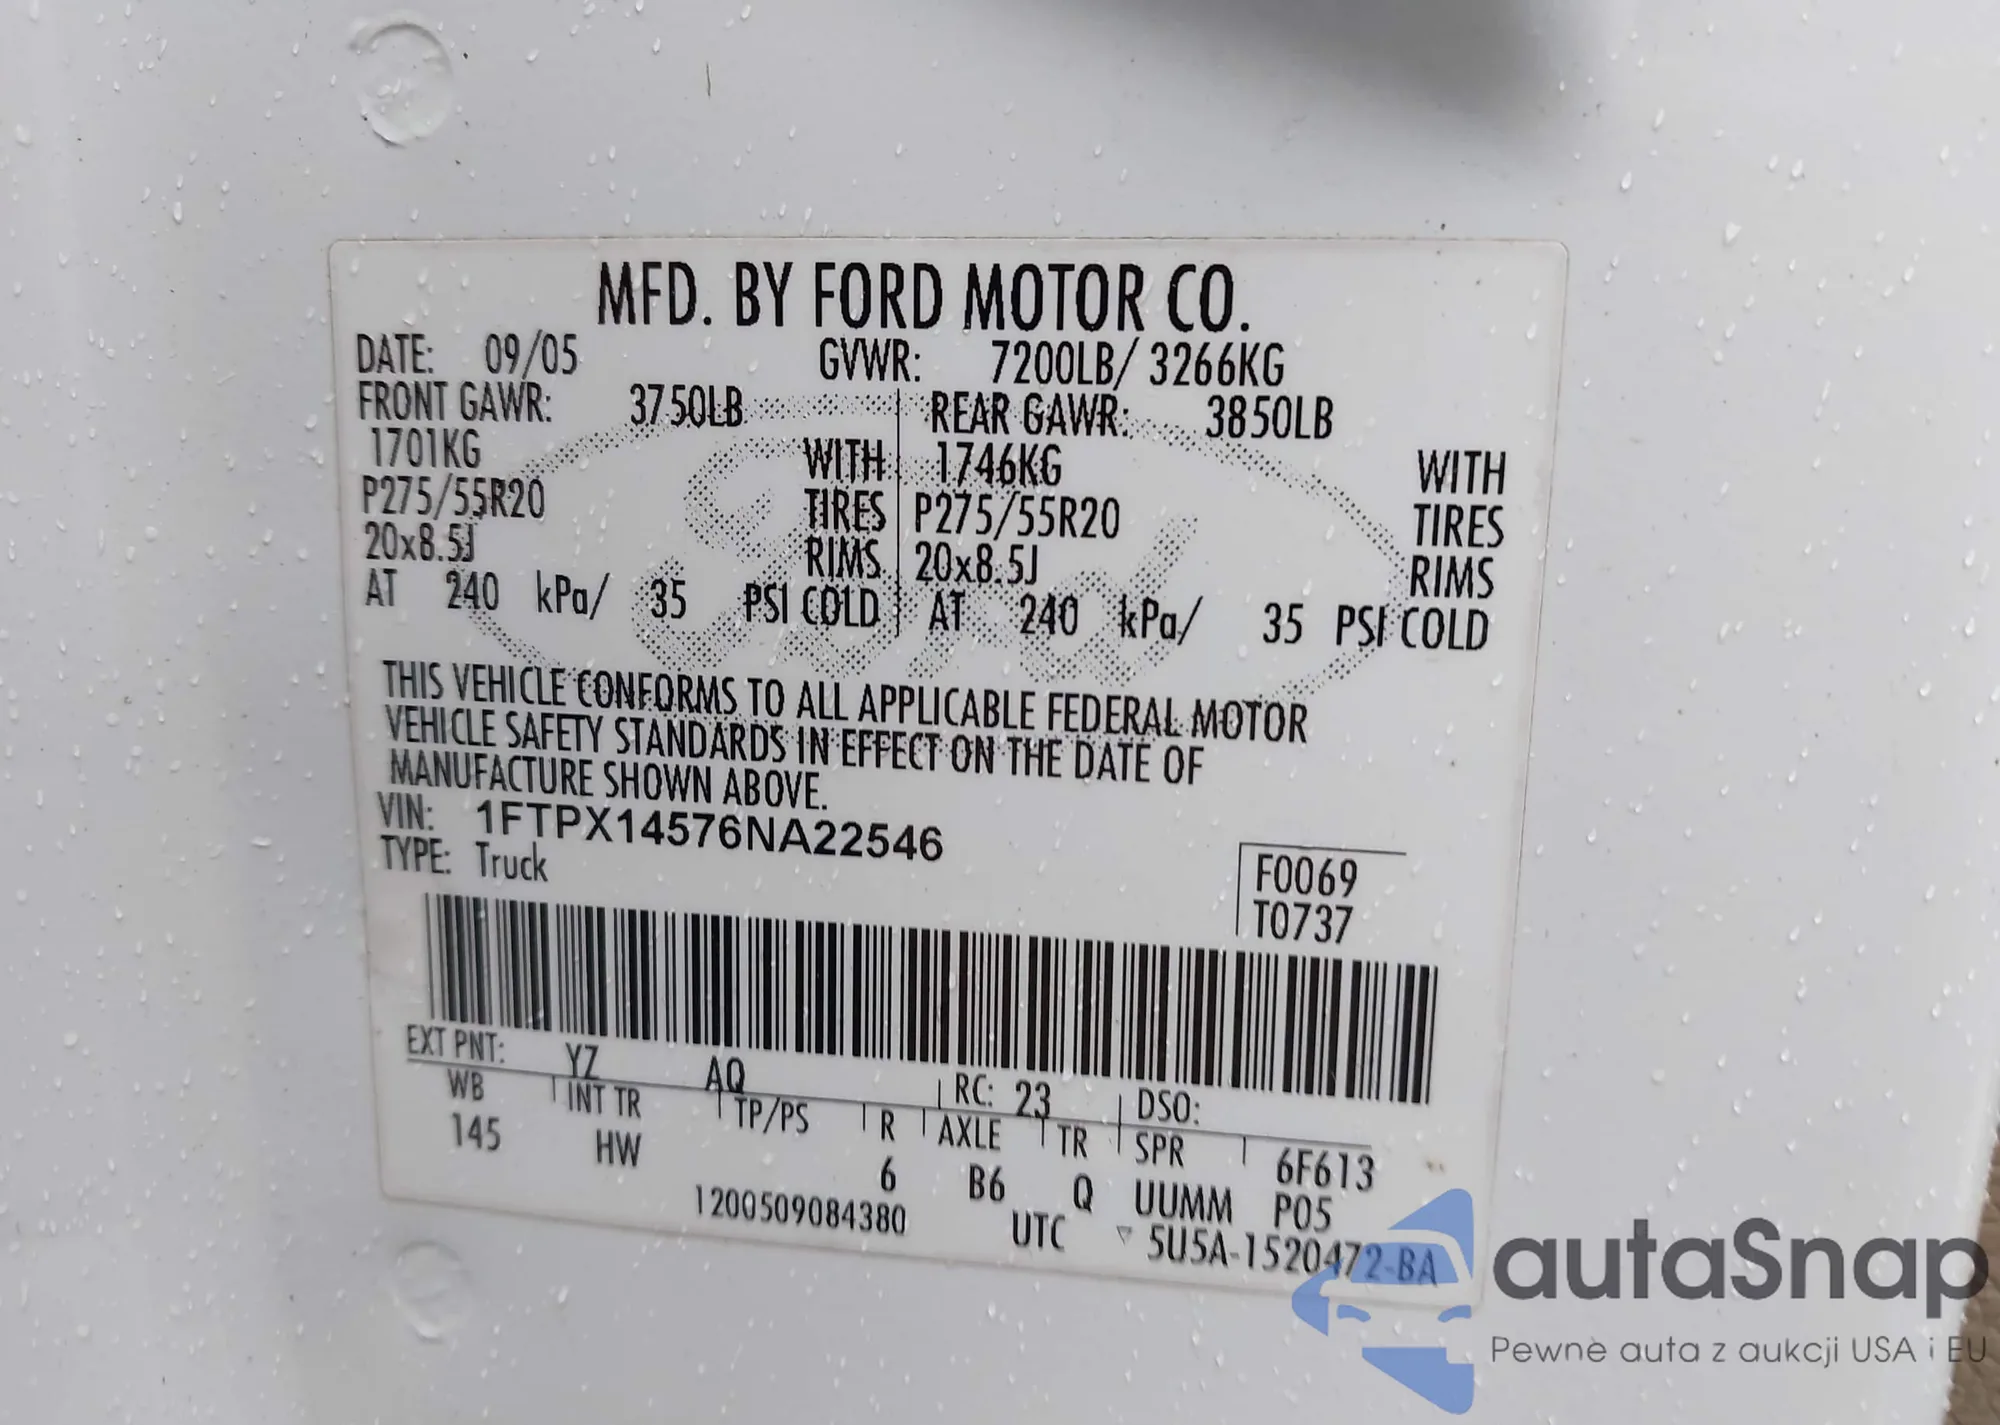 MFD. BY FORD MOTOR CO.
DATE: 09/05 GVWR: 7200LB/ 3266KG
FRONT GAWR: 3750LB REAR GAWR: 3850LB
1701KG WITH 1746KG WITH
P275/55R20 TIRES P275/55R20 TIRES
20x8.5J RIMS 20x8.5J RIMS
AT 240 kPa/ 35 PSI COLD AT 240 kPa/ 35 PSI COLD
Ford
THIS VEHICLE CONFORMS TO ALL APPLICABLE FEDERAL MOTOR
VEHICLE SAFETY STANDARDS IN EFFECT ON THE DATE OF
MANUFACTURE SHOWN ABOVE.
VIN: 1FTPX14576NA22546
TYPE: Truck
F0069
T0737
EXT PNT: YZ AQ RC: 23 DSO:
WB INT TR TP/PS R AXLE TR SPR 6F613
145 HW 6 B6 Q UUMM P05
1200509084380 UTC ▽ 5U5A-1520472-BA
autaSnap
Pewne auta z aukcji USA i EU